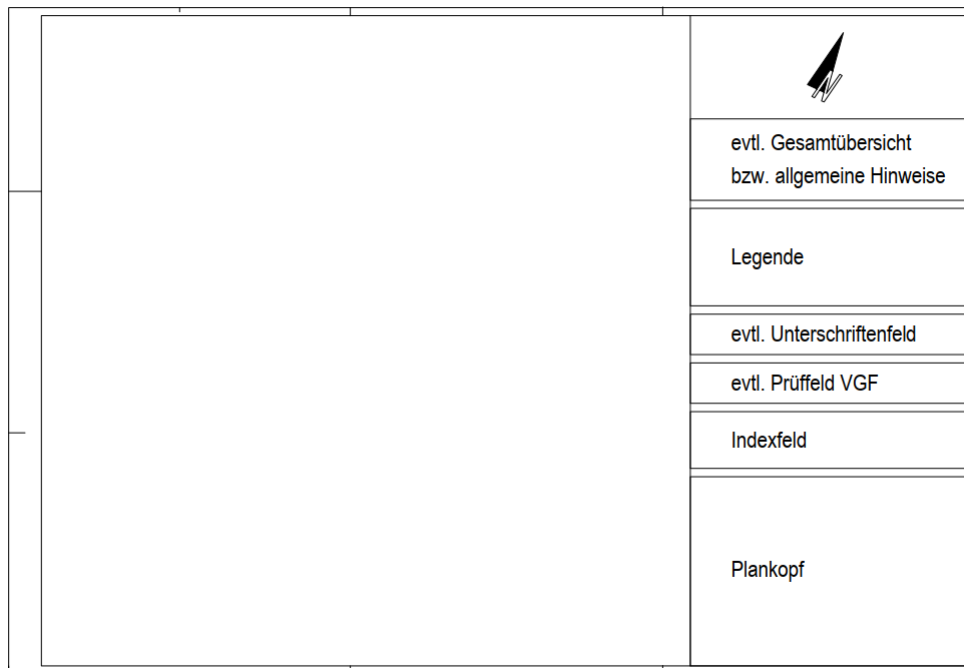 N
evtl. Gesamtübersicht
bzw. allgemeine Hinweise
Legende
evtl. Unterschriftenfeld
evtl. Prüffeld VGF
Indexfeld
Plankopf